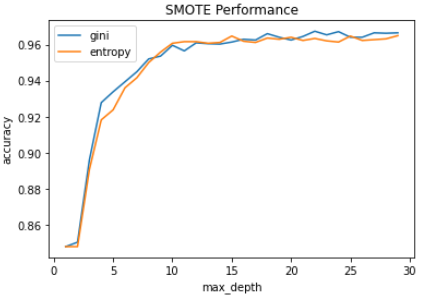 SMOTE Performance
gini
entropy
accuracy
0.96
0.94
0.92
0.90
0.88
0.86
0
5
10
15
20
25
30
max_depth